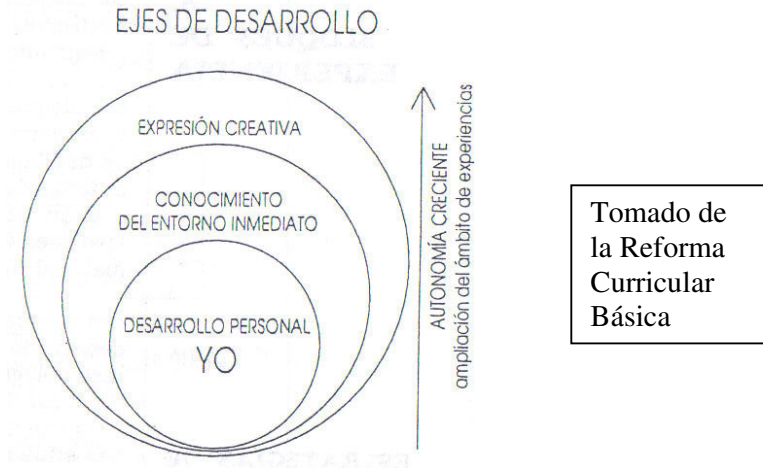 EJES DE DESARROLLO
EXPRESIÓN CREATIVA
CONOCIMIENTO
DEL ENTORNO INMEDIATO
DESARROLLO PERSONAL
YO
AUTONOMÍA CRECIENTE
ampliación del ámbito de experiencias
Tomado de
la Reforma
Curricular
Básica